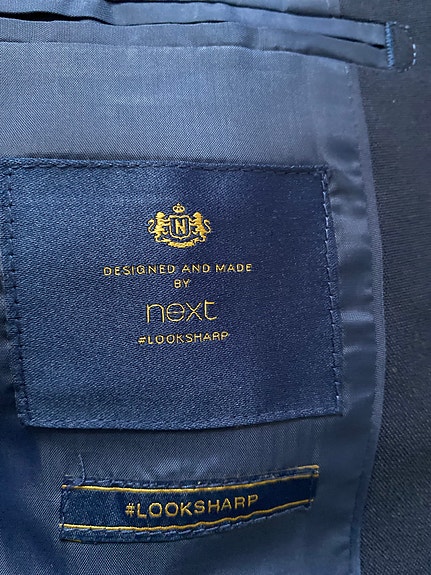 N
DESIGNED AND MADE
BY
next
#LOOKSHARP
#LOOKSHARP